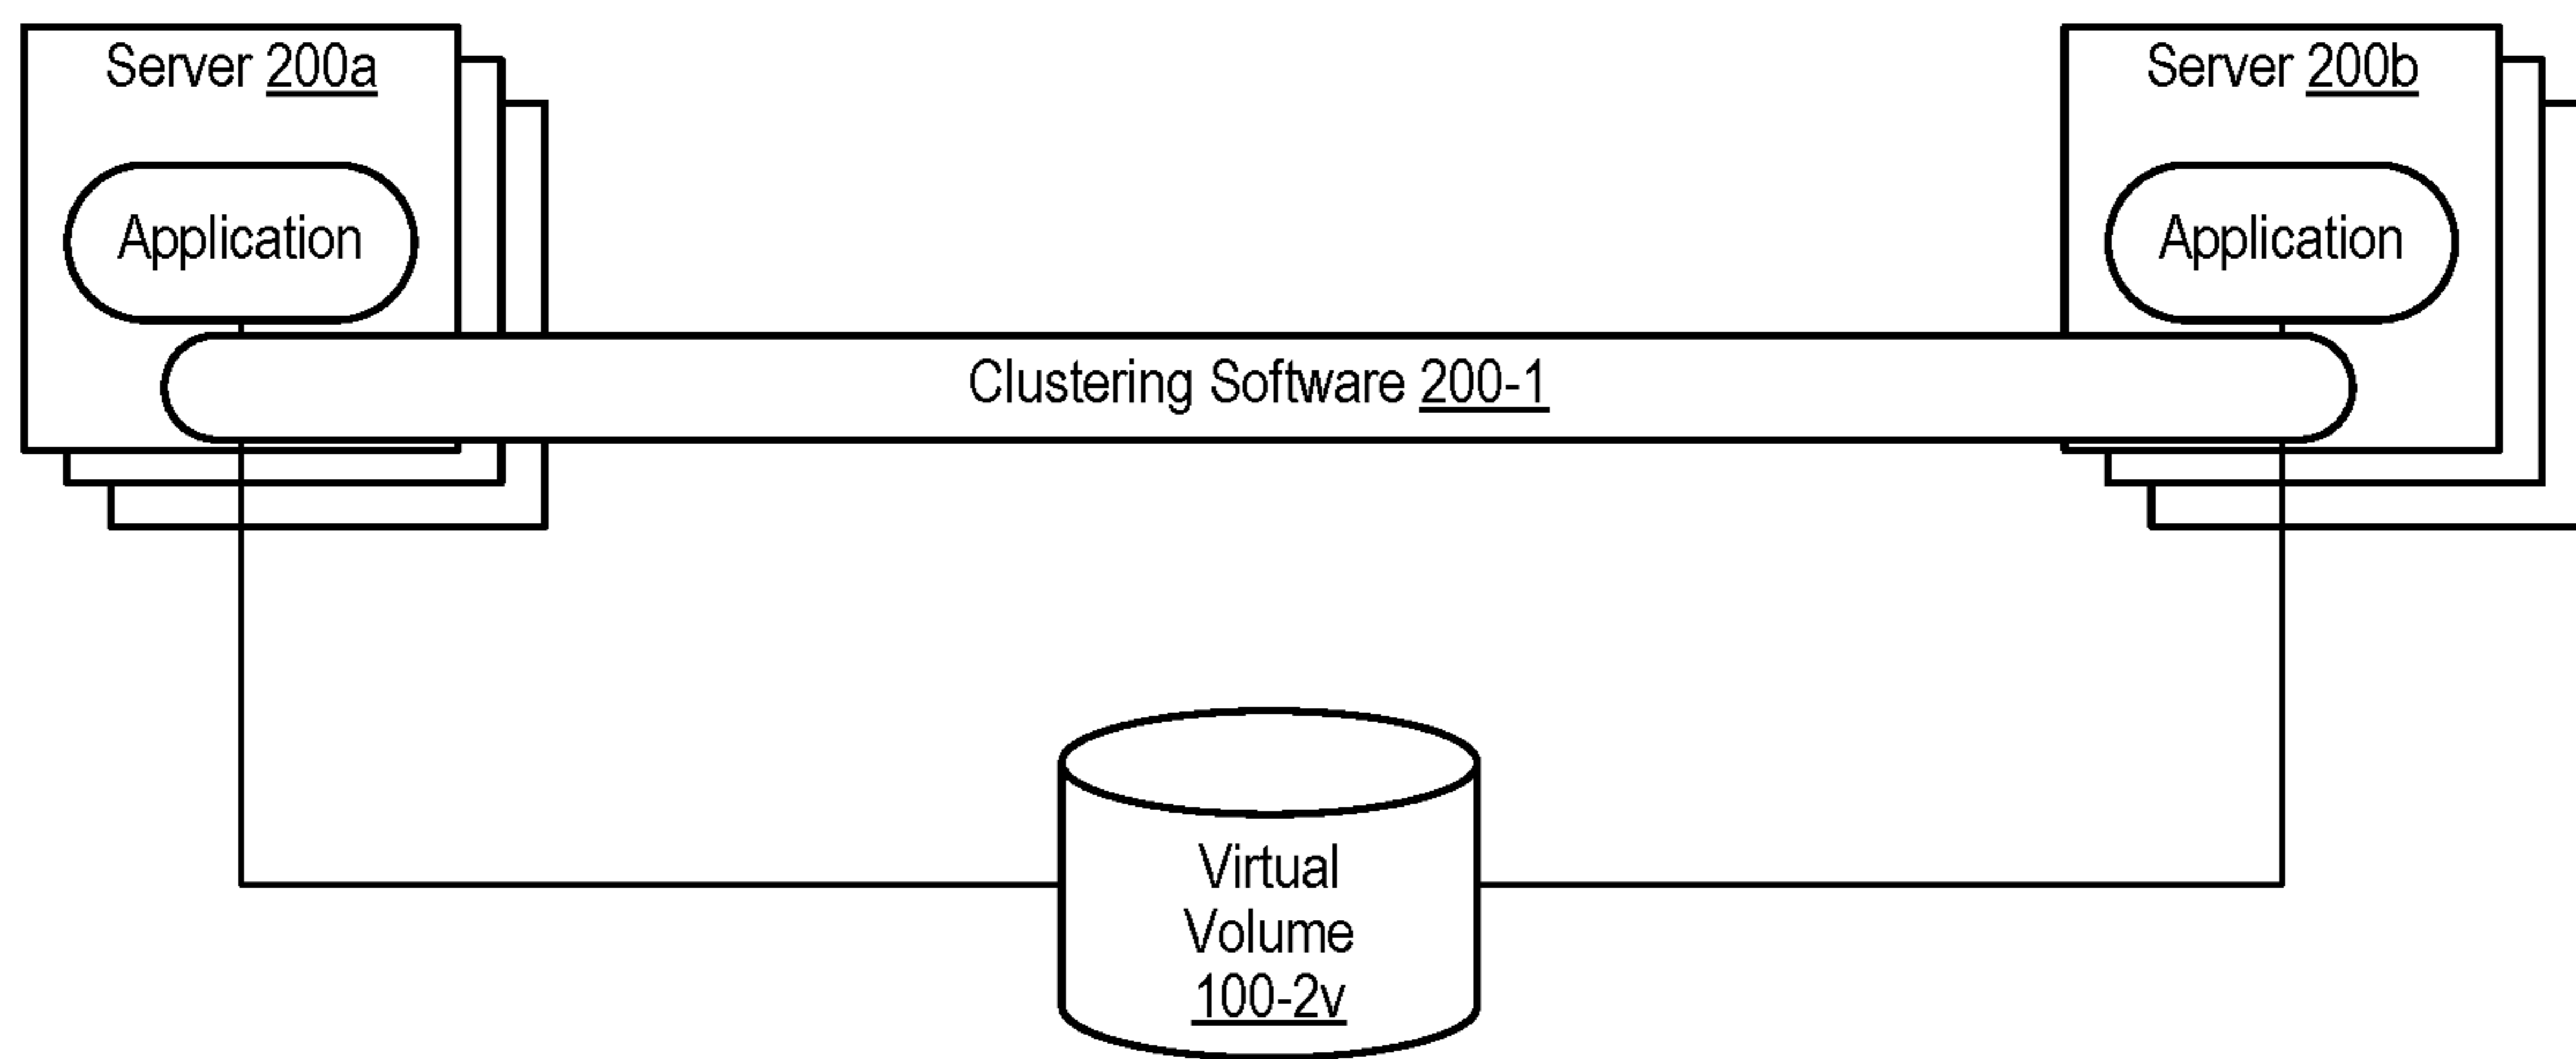 Server 200a
Application
Server 200b
Application
Clustering Software 200-1
Virtual
Volume
100-2v